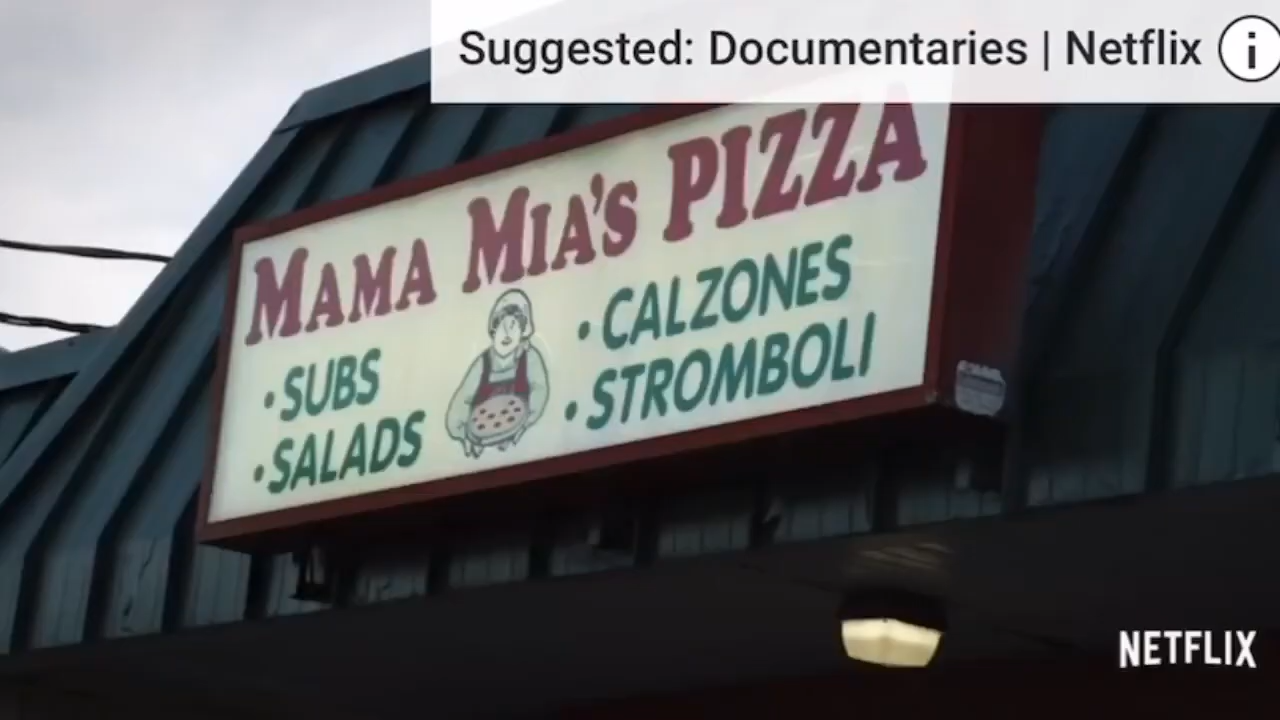 Suggested: Documentaries | Netflix i
MAMA MIA'S PIZZA
• SUBS
• SALADS
• CALZONES
• STROMBOLI
NETFLIX